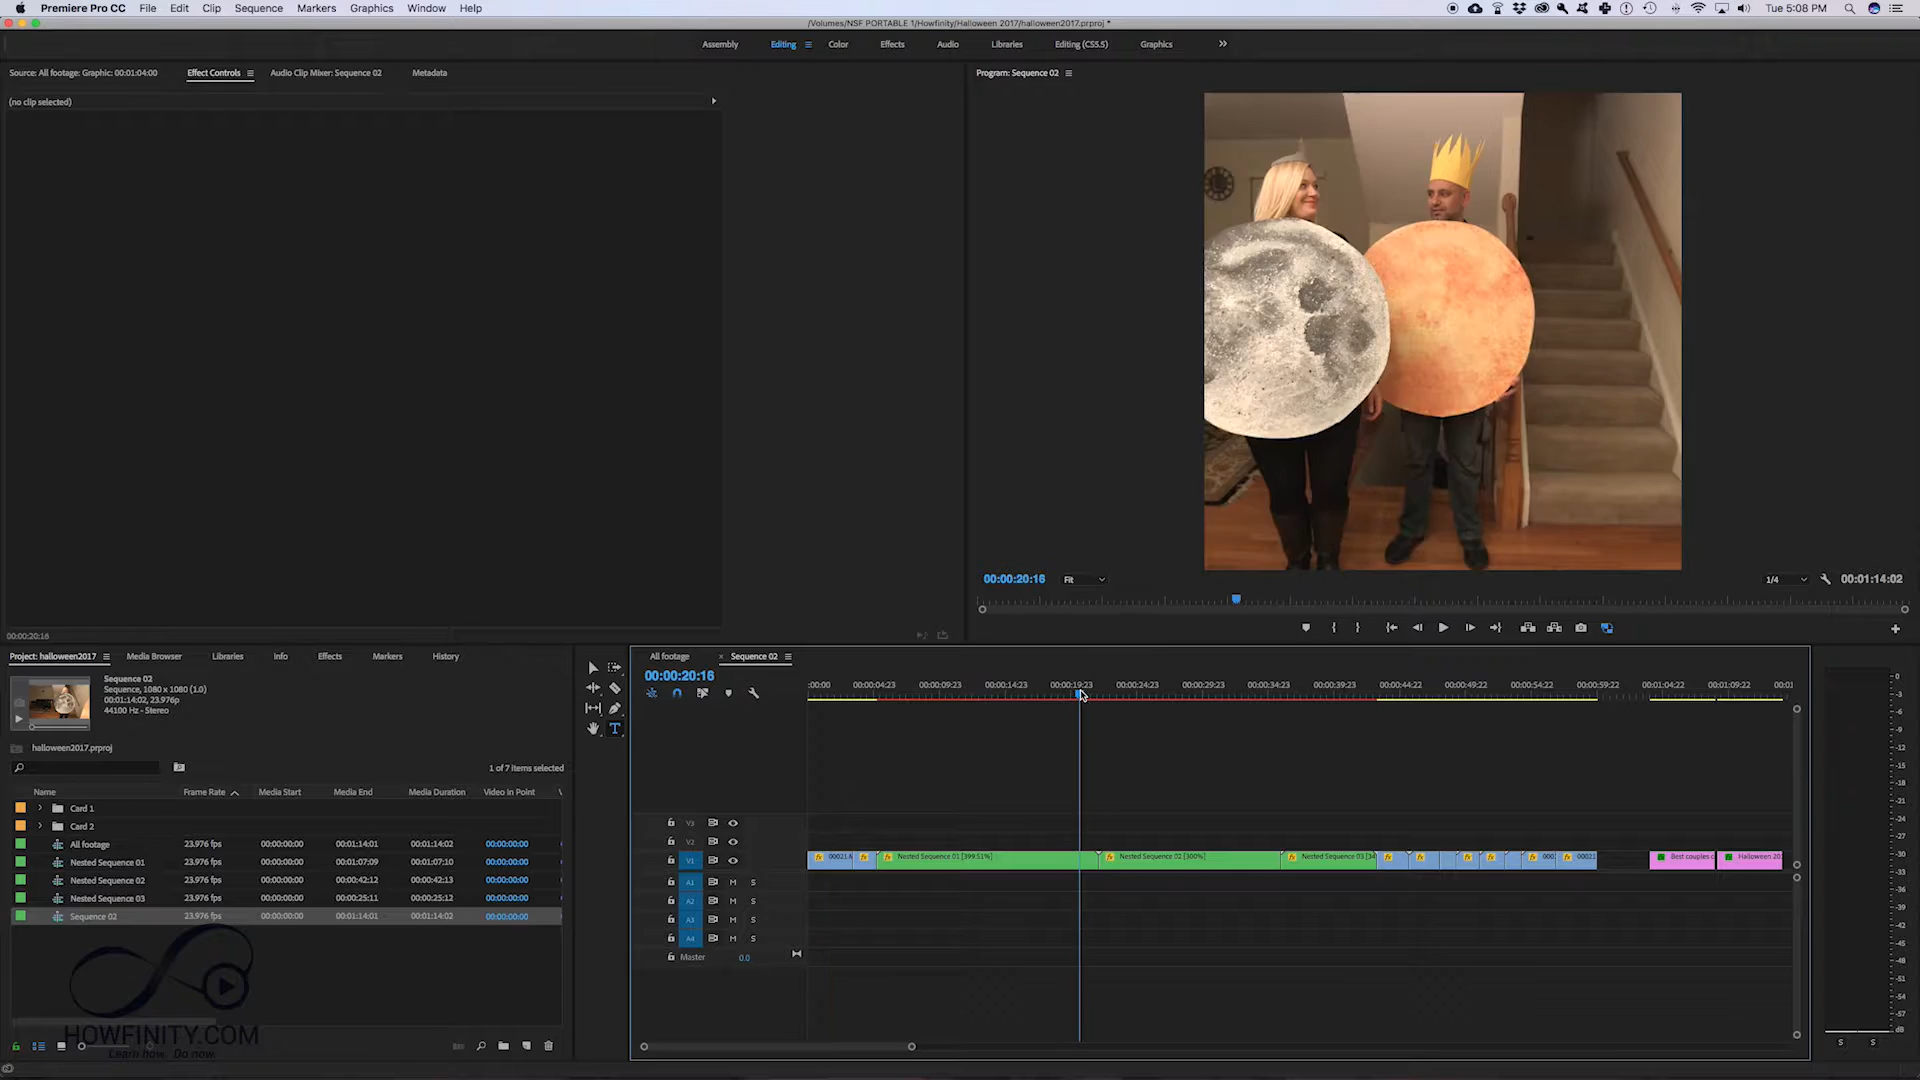 Premiere Pro CC File Edit Clip Sequence Markers Graphics Window Help Tue 5:08 PM
/Volumes/NSF PORTABLE 1/Howfinity/Halloween 2017/halloween2017.prproj *
Assembly Editing Color Effects Audio Libraries Editing (CS5.5) Graphics
Source: All footage: Graphic: 00:01:04:00 Effect Controls Audio Clip Mixer: Sequence 02 Metadata
Program: Sequence 02
(no clip selected)
00:00:20:16 Fit 1/4 00:01:14:02
00:00:20:16
Project: halloween2017 Media Browser Libraries Info Effects Markers History
Sequence 02
Sequence, 1080 x 1080 (1.0)
00:01:14:02, 23.976p
44100 Hz - Stereo
halloween2017.prproj
1 of 7 items selected
Name Frame Rate Media Start Media End Media Duration Video In Point
Card 1
Card 2
All footage 23.976 fps 00:00:00:00 00:01:14:01 00:01:14:02 00:00:00:00
Nested Sequence 01 23.976 fps 00:00:00:00 00:01:07:09 00:01:07:10 00:00:00:00
Nested Sequence 02 23.976 fps 00:00:00:00 00:00:42:12 00:00:42:13 00:00:00:00
Nested Sequence 03 23.976 fps 00:00:00:00 00:00:25:11 00:00:25:12 00:00:00:00
Sequence 02 23.976 fps 00:00:00:00 00:01:14:01 00:01:14:02 00:00:00:00
HOWFINITY.COM
Learn how. Do now.
All footage × Sequence 02
00:00:20:16
:00:00 00:00:04:23 00:00:09:23 00:00:14:23 00:00:19:23 00:00:24:23 00:00:29:23 00:00:34:23 00:00:39:23 00:00:44:22 00:00:49:22 00:00:54:22 00:00:59:22 00:01:04:22 00:01:09:22 00:01
V3
V2
V1 fx 00021.M fx fx Nested Sequence 01 [399.51%] fx Nested Sequence 02 [300%] fx Nested Sequence 03 [34 fx fx fx fx fx 000 fx 00021 fx Best couples c fx Halloween 20
A1 M S
A2 M S
A3 M S
A4 M S
Master 0.0
0
-3
-6
-9
-12
-15
-18
-21
-24
-27
-30
-33
-36
-39
-42
-45
-48
-51
-54
-57
dB
S S